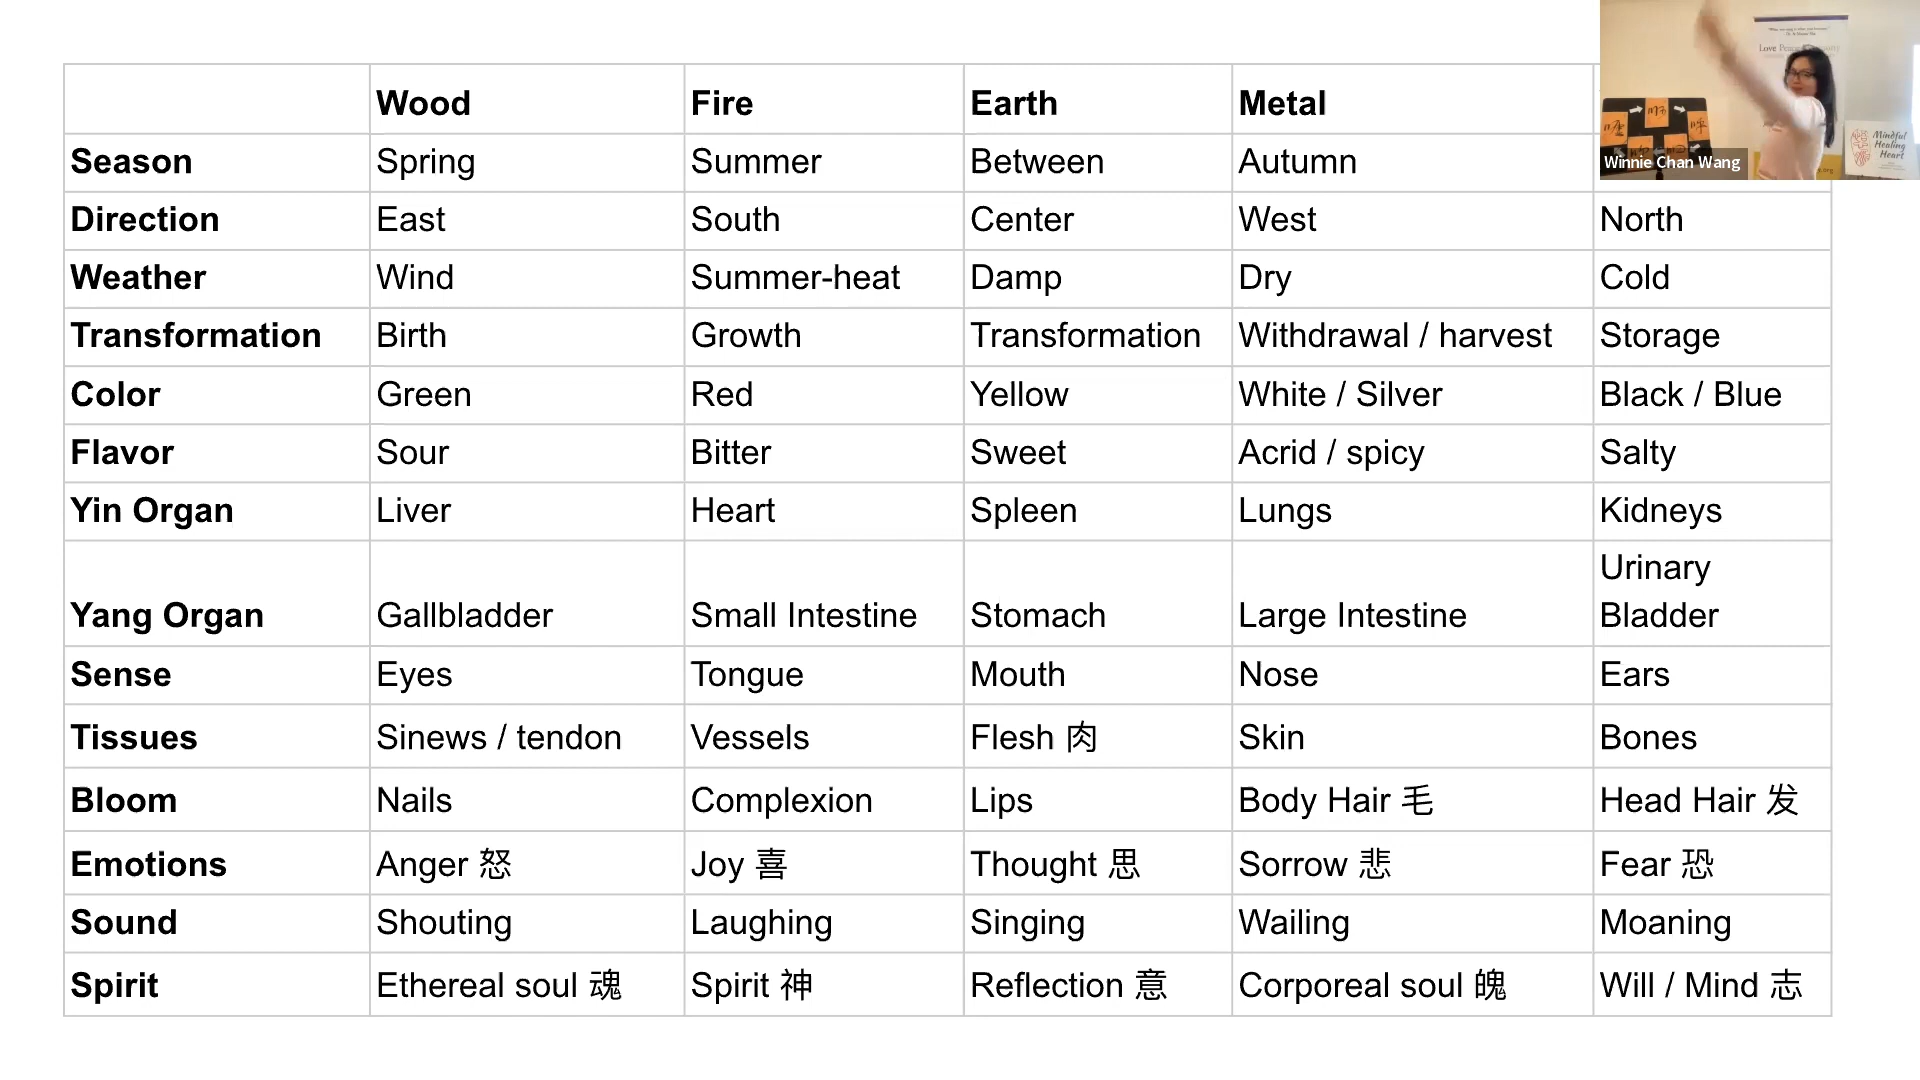 Wood Fire Earth Metal
Season Spring Summer Between Autumn
Direction East South Center West North
Weather Wind Summer-heat Damp Dry Cold
Transformation Birth Growth Transformation Withdrawal / harvest Storage
Color Green Red Yellow White / Silver Black / Blue
Flavor Sour Bitter Sweet Acrid / spicy Salty
Yin Organ Liver Heart Spleen Lungs Kidneys
Yang Organ Gallbladder Small Intestine Stomach Large Intestine Urinary Bladder
Sense Eyes Tongue Mouth Nose Ears
Tissues Sinews / tendon Vessels Flesh 肉 Skin Bones
Bloom Nails Complexion Lips Body Hair 毛 Head Hair 发
Emotions Anger 怒 Joy 喜 Thought 思 Sorrow 悲 Fear 恐
Sound Shouting Laughing Singing Wailing Moaning
Spirit Ethereal soul 魂 Spirit 神 Reflection 意 Corporeal soul 魄 Will / Mind 志
Love
Mindful
Healing
Heart
Winnie Chan Wang